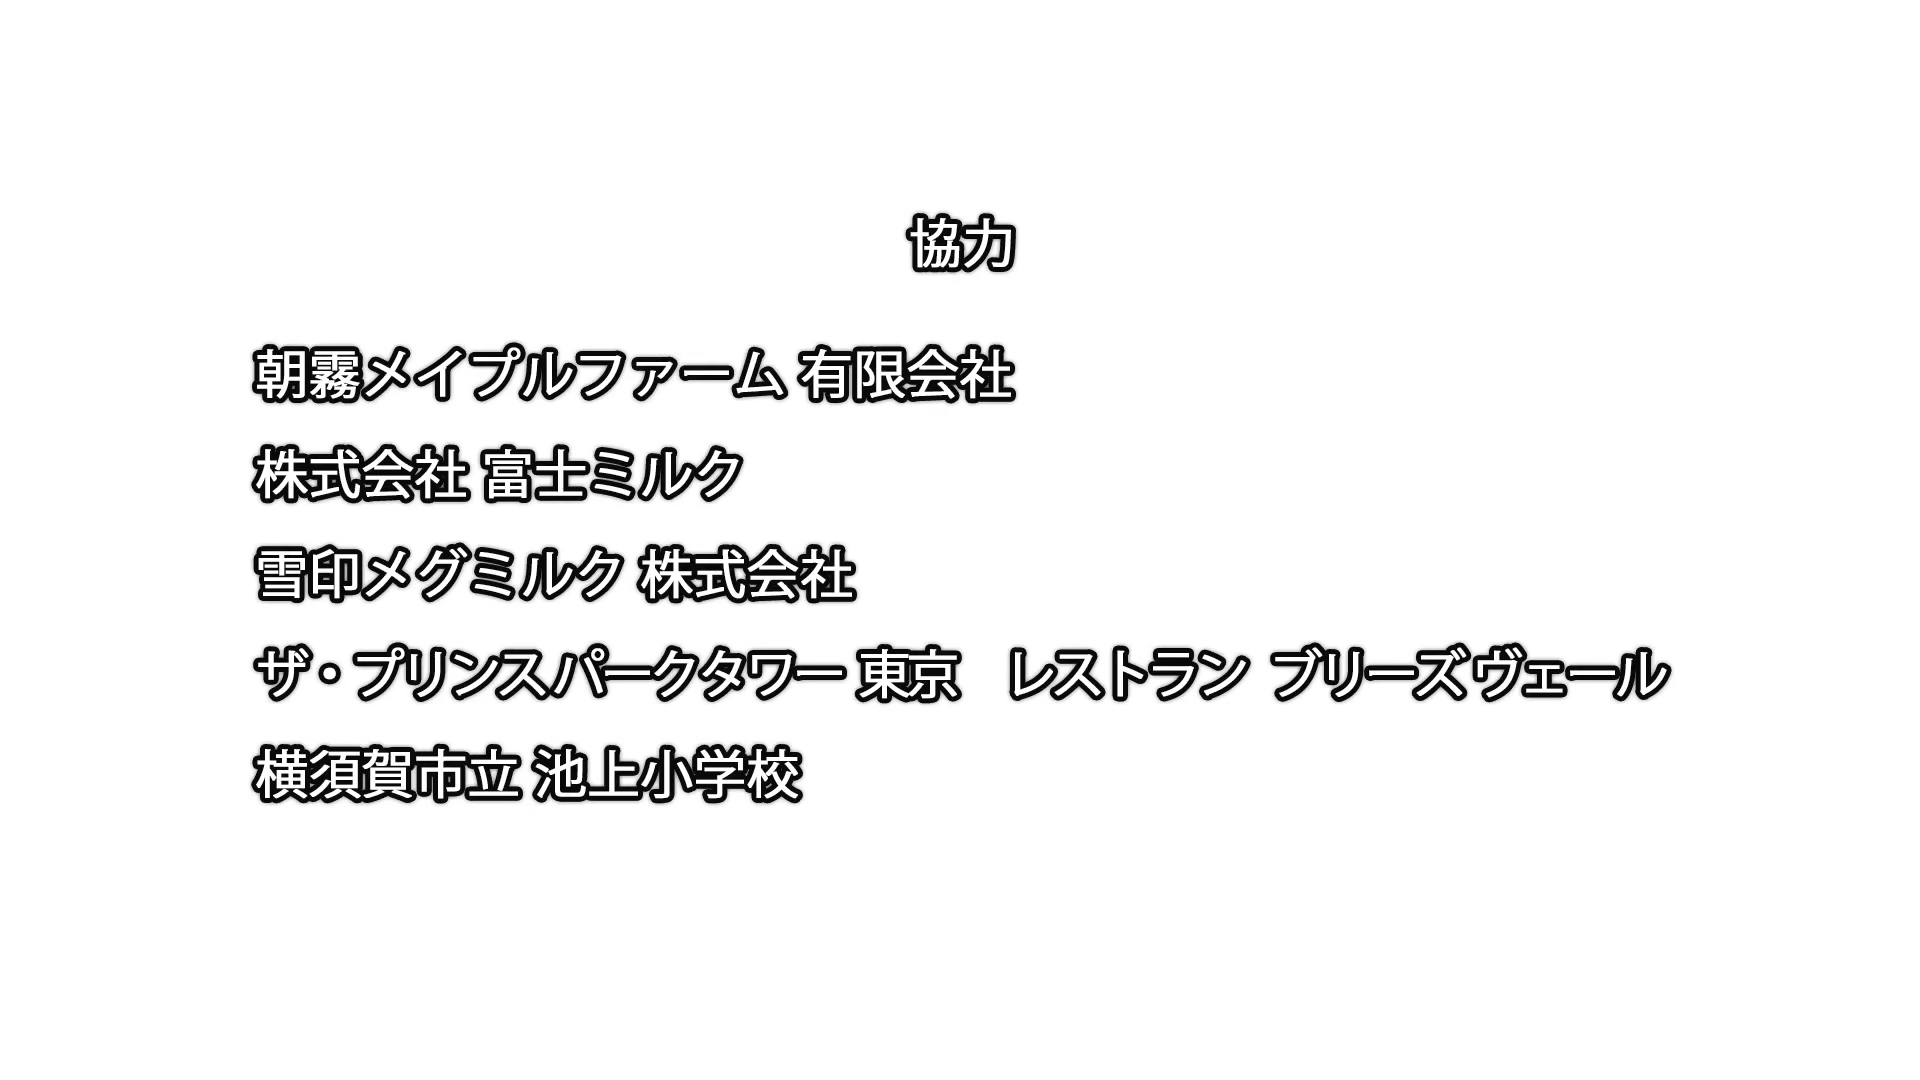 協力
朝霧メイプルファーム 有限会社
株式会社 富士ミルク
雪印メグミルク 株式会社
ザ・プリンスパークタワー 東京　レストラン ブリーズヴェール
横須賀市立 池上小学校